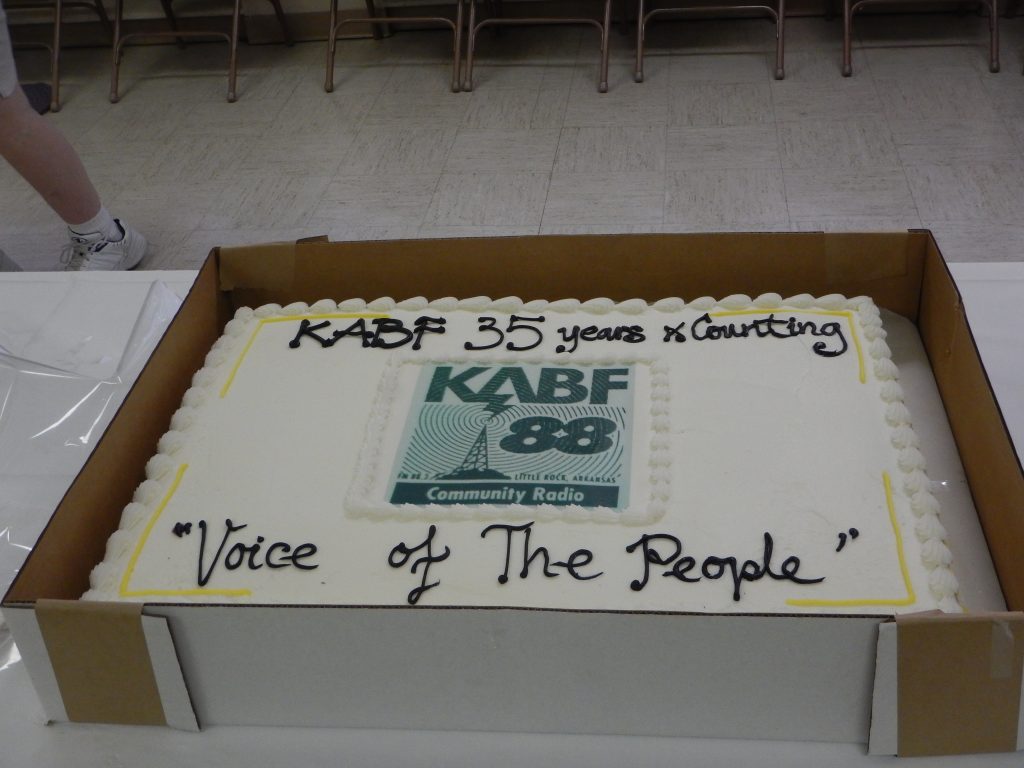 KABF 35 years & Counting
KABF
88
LITTLE ROCK, ARKANSAS
Community Radio
"Voice of The People"